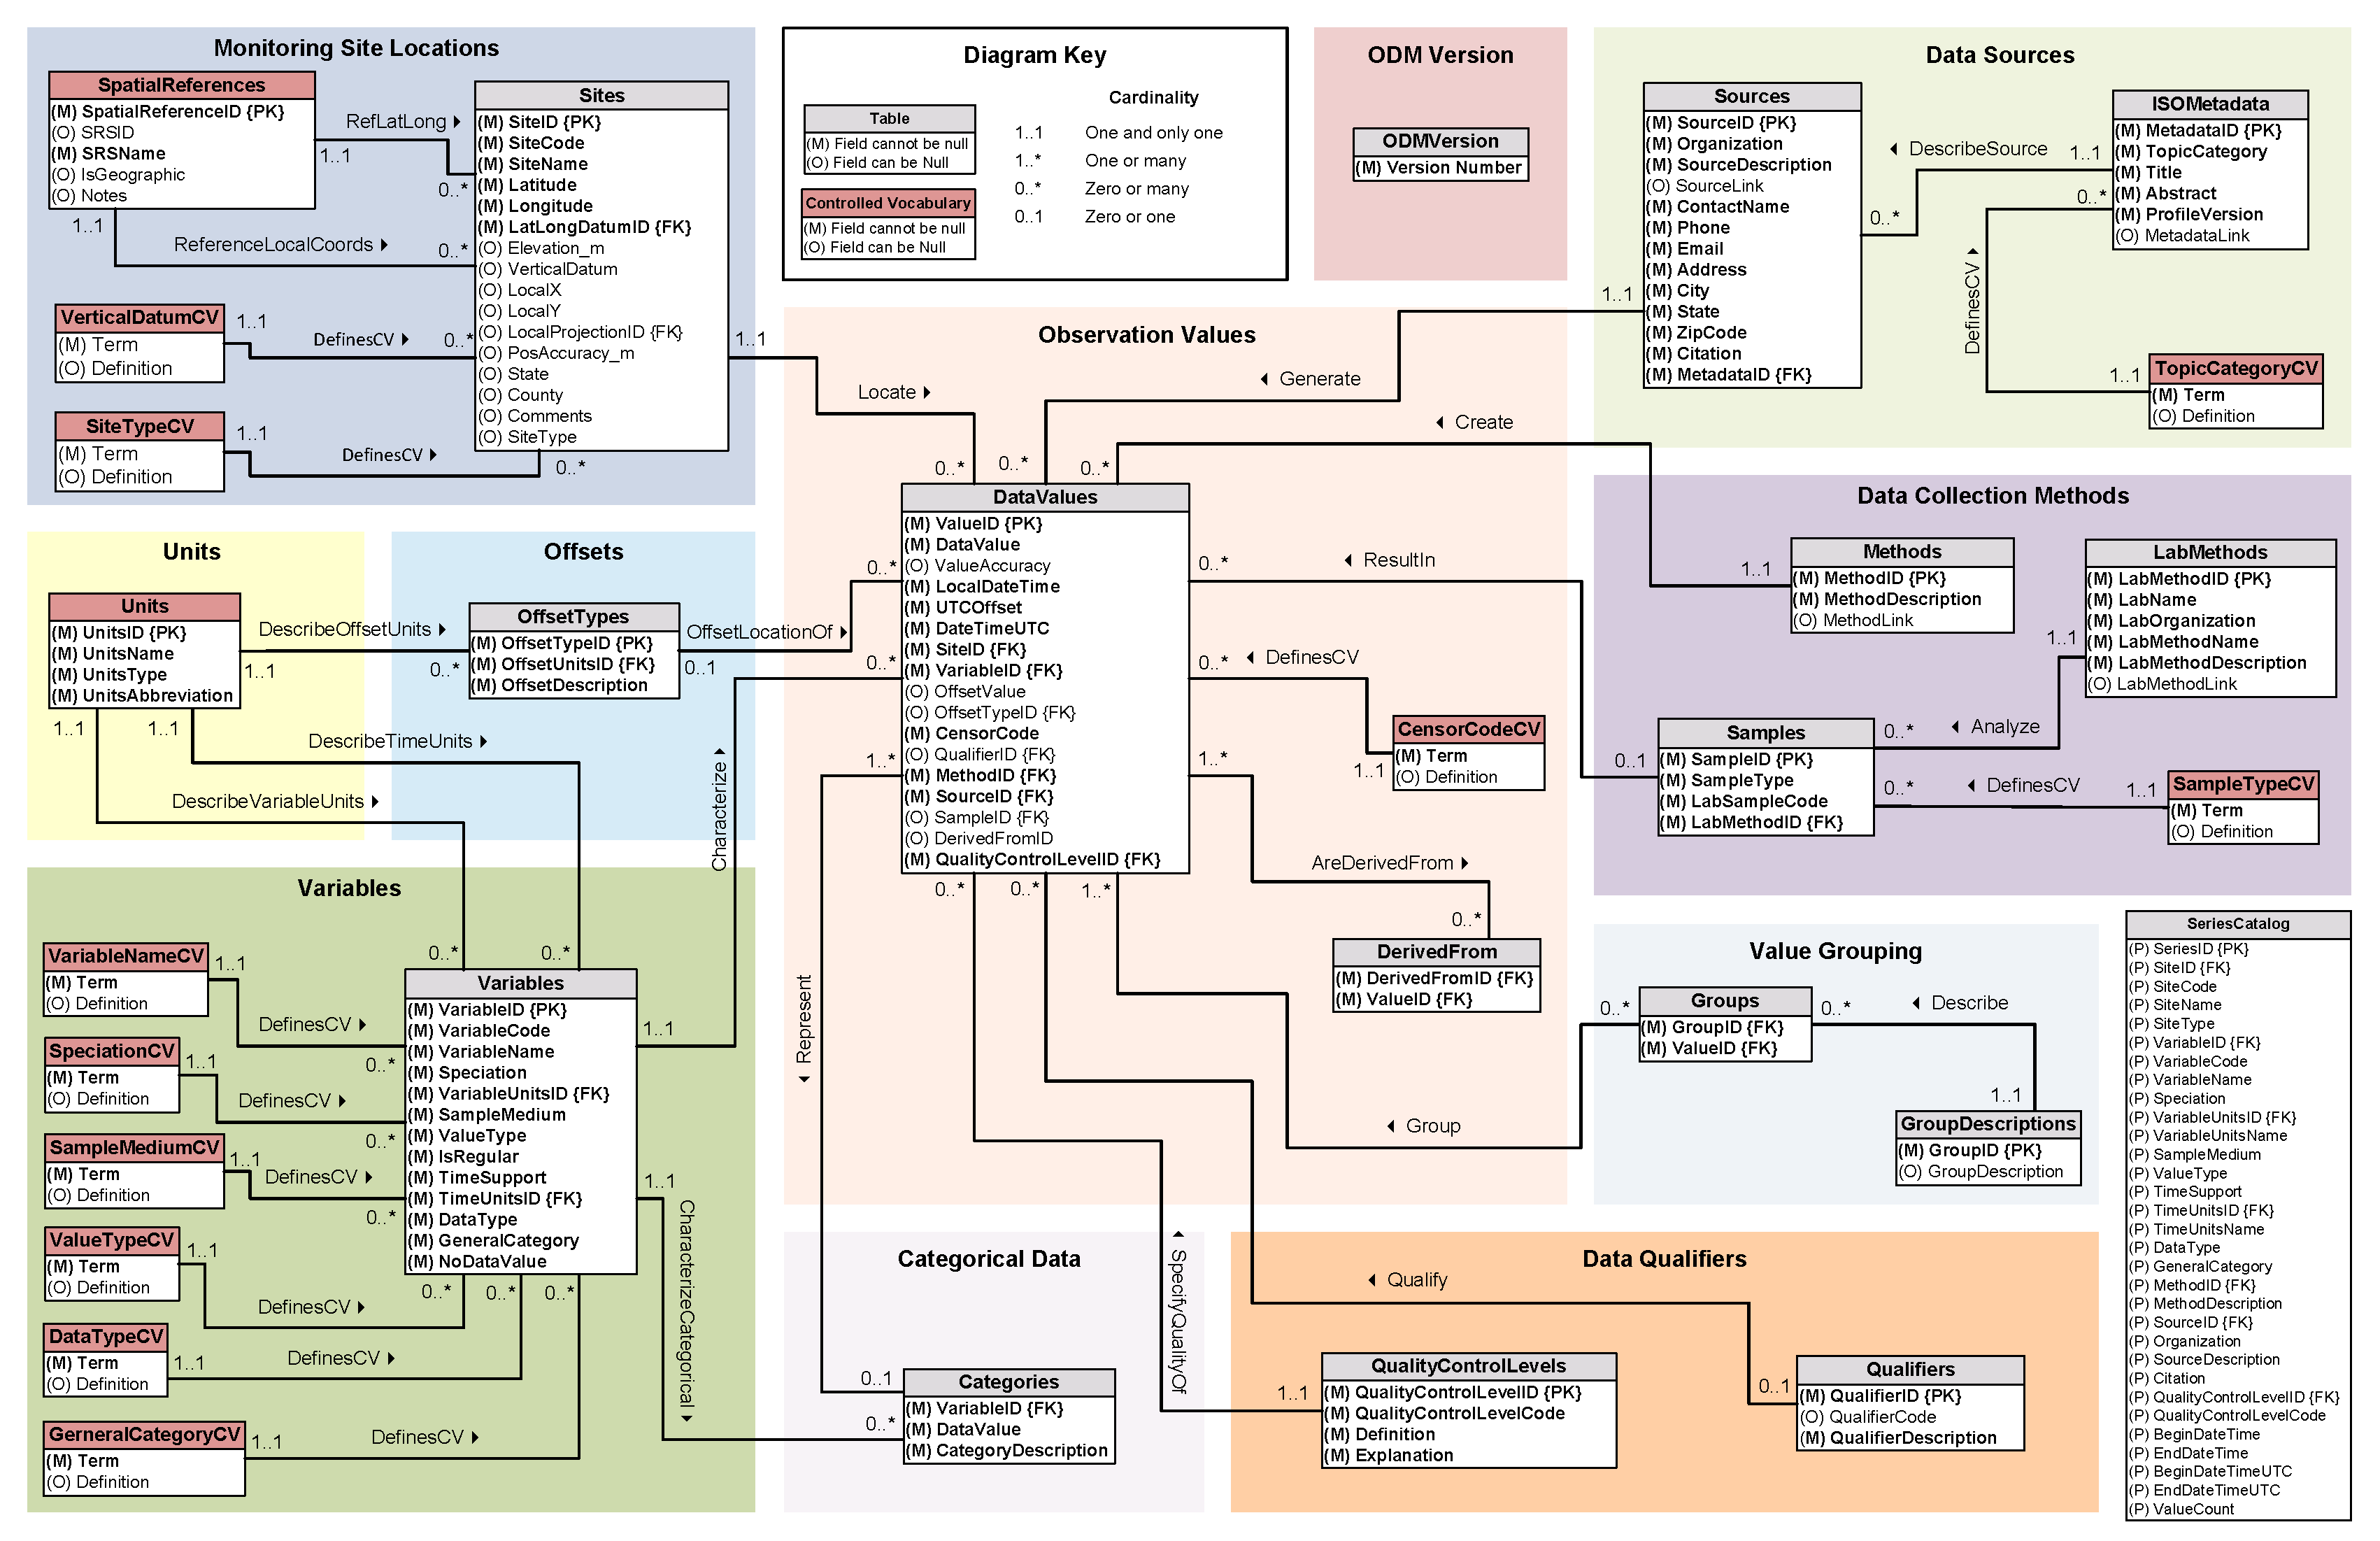 Monitoring Site Locations
SpatialReferences
(M) SpatialReferenceID {PK}
(O) SRSID
(M) SRSName
(O) IsGeographic
(O) Notes
RefLatLong
1..1
0..*
1..1
ReferenceLocalCoords
0..*
Sites
(M) SiteID {PK}
(M) SiteCode
(M) SiteName
(M) Latitude
(M) Longitude
(M) LatLongDatumID {FK}
(O) Elevation_m
(O) VerticalDatum
(O) LocalX
(O) LocalY
(O) LocalProjectionID {FK}
(O) PosAccuracy_m
(O) State
(O) County
(O) Comments
(O) SiteType
VerticalDatumCV
(M) Term
(O) Definition
1..1
DefinesCV
0..*
SiteTypeCV
(M) Term
(O) Definition
1..1
DefinesCV
0..*
1..1
Diagram Key
Table
(M) Field cannot be null
(O) Field can be Null
Controlled Vocabulary
(M) Field cannot be null
(O) Field can be Null
Cardinality
1..1 One and only one
1..* One or many
0..* Zero or many
0..1 Zero or one
ODM Version
ODMVersion
(M) Version Number
Data Sources
Sources
(M) SourceID {PK}
(M) Organization
(M) SourceDescription
(O) SourceLink
(M) ContactName
(M) Phone
(M) Email
(M) Address
(M) City
(M) State
(M) ZipCode
(M) Citation
(M) MetadataID {FK}
1..1
DescribeSource
1..1
0..*
0..*
ISOMetadata
(M) MetadataID {PK}
(M) TopicCategory
(M) Title
(M) Abstract
(M) ProfileVersion
(O) MetadataLink
DefinesCV
1..1
TopicCategoryCV
(M) Term
(O) Definition
Observation Values
Locate
Generate
Create
0..*
0..*
0..*
DataValues
(M) ValueID {PK}
(M) DataValue
(O) ValueAccuracy
(M) LocalDateTime
(M) UTCOffset
(M) DateTimeUTC
(M) SiteID {FK}
(M) VariableID {FK}
(O) OffsetValue
(O) OffsetTypeID {FK}
(M) CensorCode
(O) QualifierID {FK}
(M) MethodID {FK}
(M) SourceID {FK}
(O) SampleID {FK}
(O) DerivedFromID
(M) QualityControlLevelID {FK}
0..*
0..*
1..*
0..*
0..*
1..*
0..*
0..*
1..*
ResultIn
DefinesCV
CensorCodeCV
(M) Term
(O) Definition
1..1
AreDerivedFrom
0..*
DerivedFrom
(M) DerivedFromID {FK}
(M) ValueID {FK}
Represent
Group
Data Collection Methods
Methods
(M) MethodID {PK}
(M) MethodDescription
(O) MethodLink
1..1
LabMethods
(M) LabMethodID {PK}
(M) LabName
(M) LabOrganization
(M) LabMethodName
(M) LabMethodDescription
(O) LabMethodLink
1..1
Analyze
0..*
Samples
(M) SampleID {PK}
(M) SampleType
(M) LabSampleCode
(M) LabMethodID {FK}
0..1
0..*
DefinesCV
1..1
SampleTypeCV
(M) Term
(O) Definition
Units
Units
(M) UnitsID {PK}
(M) UnitsName
(M) UnitsType
(M) UnitsAbbreviation
1..1
1..1
1..1
DescribeOffsetUnits
0..*
DescribeTimeUnits
DescribeVariableUnits
Offsets
OffsetTypes
(M) OffsetTypeID {PK}
(M) OffsetUnitsID {FK}
(M) OffsetDescription
OffsetLocationOf
0..1
Characterize
Variables
0..*
0..*
Variables
(M) VariableID {PK}
(M) VariableCode
(M) VariableName
(M) Speciation
(M) VariableUnitsID {FK}
(M) SampleMedium
(M) ValueType
(M) IsRegular
(M) TimeSupport
(M) TimeUnitsID {FK}
(M) DataType
(M) GeneralCategory
(M) NoDataValue
1..1
1..1
0..*
0..*
0..*
VariableNameCV
(M) Term
(O) Definition
1..1
DefinesCV
0..*
SpeciationCV
(M) Term
(O) Definition
1..1
DefinesCV
0..*
SampleMediumCV
(M) Term
(O) Definition
1..1
DefinesCV
0..*
ValueTypeCV
(M) Term
(O) Definition
1..1
DefinesCV
DataTypeCV
(M) Term
(O) Definition
1..1
DefinesCV
GerneralCategoryCV
(M) Term
(O) Definition
1..1
DefinesCV
CharacterizeCategorical
Categorical Data
0..1
0..*
Categories
(M) VariableID {FK}
(M) DataValue
(M) CategoryDescription
SpecifyQualityOf
Data Qualifiers
Qualify
1..1
QualityControlLevels
(M) QualityControlLevelID {PK}
(M) QualityControlLevelCode
(M) Definition
(M) Explanation
0..1
Qualifiers
(M) QualifierID {PK}
(O) QualifierCode
(M) QualifierDescription
Value Grouping
0..*
Groups
(M) GroupID {FK}
(M) ValueID {FK}
0..*
Describe
1..1
GroupDescriptions
(M) GroupID {PK}
(O) GroupDescription
SeriesCatalog
(P) SeriesID {PK}
(P) SiteID {FK}
(P) SiteCode
(P) SiteName
(P) SiteType
(P) VariableID {FK}
(P) VariableCode
(P) VariableName
(P) Speciation
(P) VariableUnitsID {FK}
(P) VariableUnitsName
(P) SampleMedium
(P) ValueType
(P) TimeSupport
(P) TimeUnitsID {FK}
(P) TimeUnitsName
(P) DataType
(P) GeneralCategory
(P) MethodID {FK}
(P) MethodDescription
(P) SourceID {FK}
(P) Organization
(P) SourceDescription
(P) Citation
(P) QualityControlLevelID {FK}
(P) QualityControlLevelCode
(P) BeginDateTime
(P) EndDateTime
(P) BeginDateTimeUTC
(P) EndDateTimeUTC
(P) ValueCount